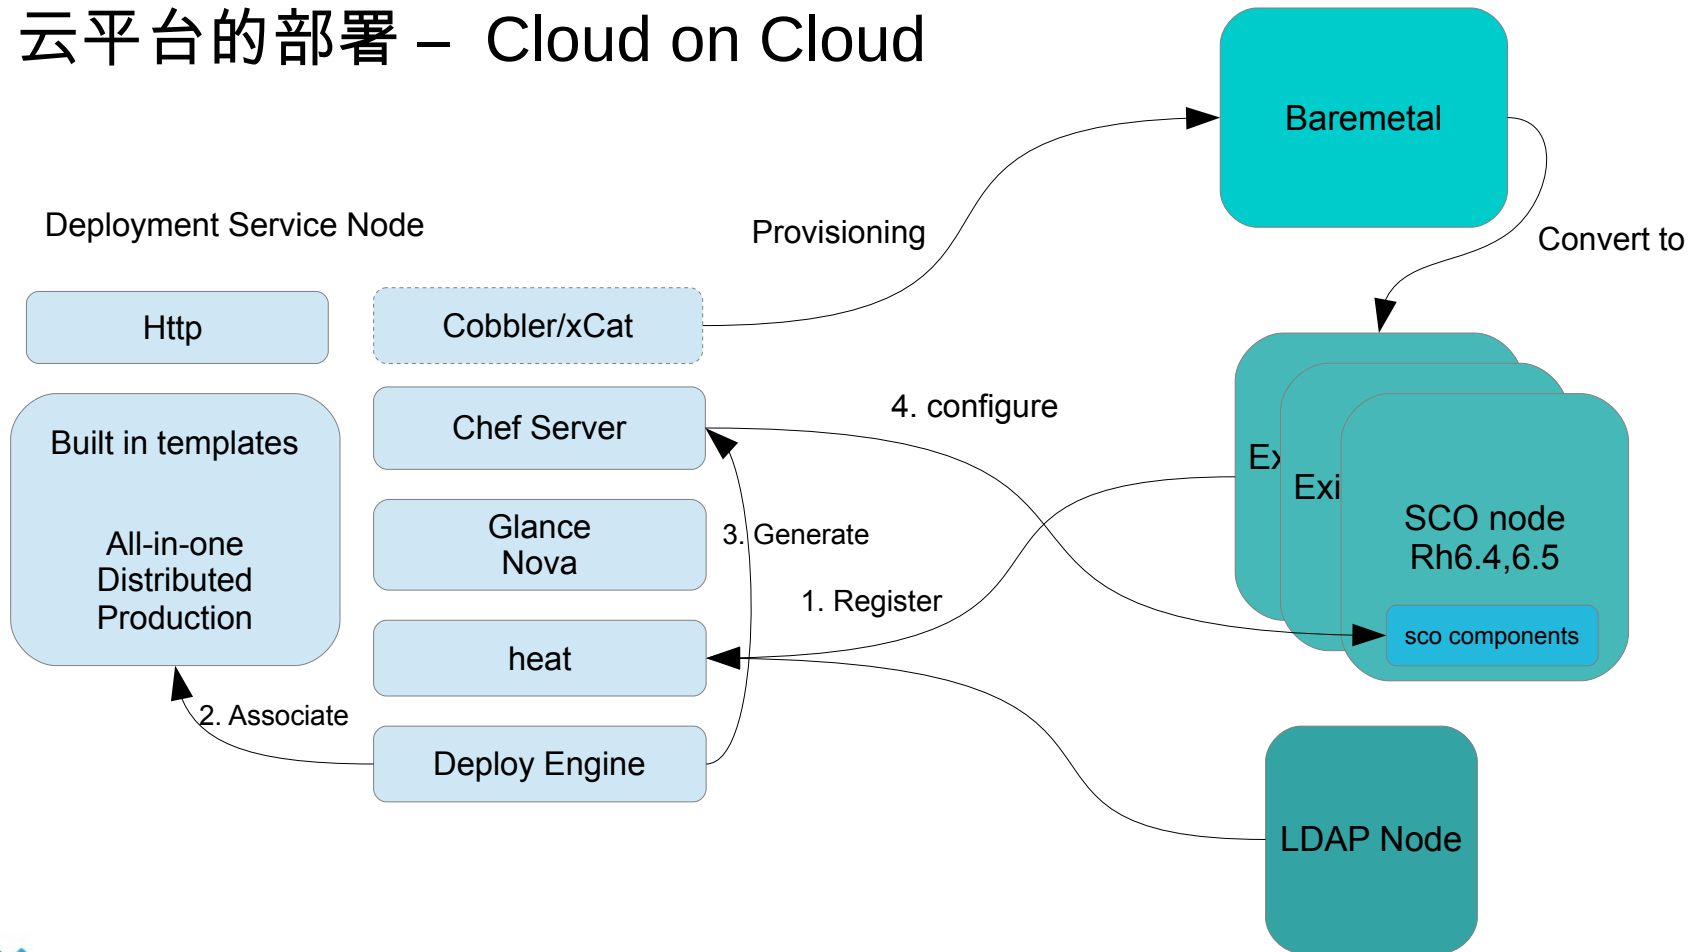 云平台的部署 – Cloud on Cloud
Baremetal
Deployment Service Node
Provisioning
Convert to
Http
Cobbler/xCat
Built in templates
All-in-one
Distributed
Production
Chef Server
4. configure
Glance
Nova
3. Generate
1. Register
heat
2. Associate
Deploy Engine
Ex
Exi
SCO node
Rh6.4,6.5
sco components
LDAP Node